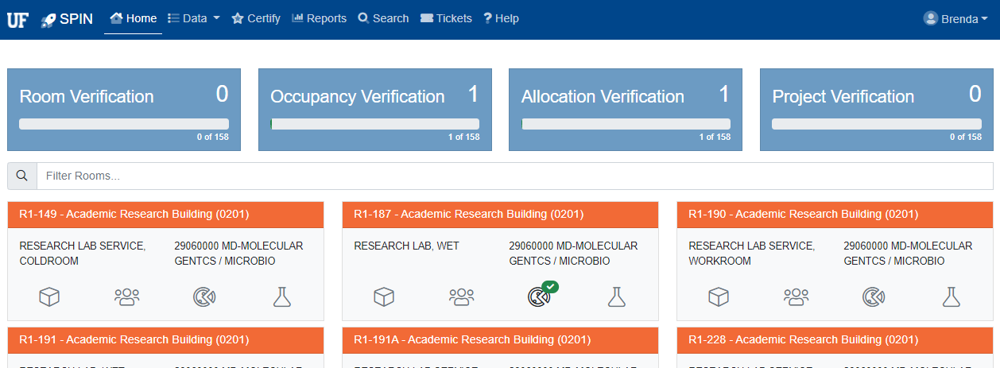 UF SPIN Home Data Certify Reports Search Tickets ? Help Brenda
Room Verification 0
0 of 158
Occupancy Verification 1
1 of 158
Allocation Verification 1
1 of 158
Project Verification 0
0 of 158
Filter Rooms...
R1-149 - Academic Research Building (0201)
RESEARCH LAB SERVICE,
COLDROOM
29060000 MD-MOLECULAR
GENTCS / MICROBIO
R1-187 - Academic Research Building (0201)
RESEARCH LAB, WET
29060000 MD-MOLECULAR
GENTCS / MICROBIO
R1-190 - Academic Research Building (0201)
RESEARCH LAB SERVICE,
WORKROOM
29060000 MD-MOLECULAR
GENTCS / MICROBIO
R1-191 - Academic Research Building (0201)
R1-191A - Academic Research Building (0201)
R1-228 - Academic Research Building (0201)